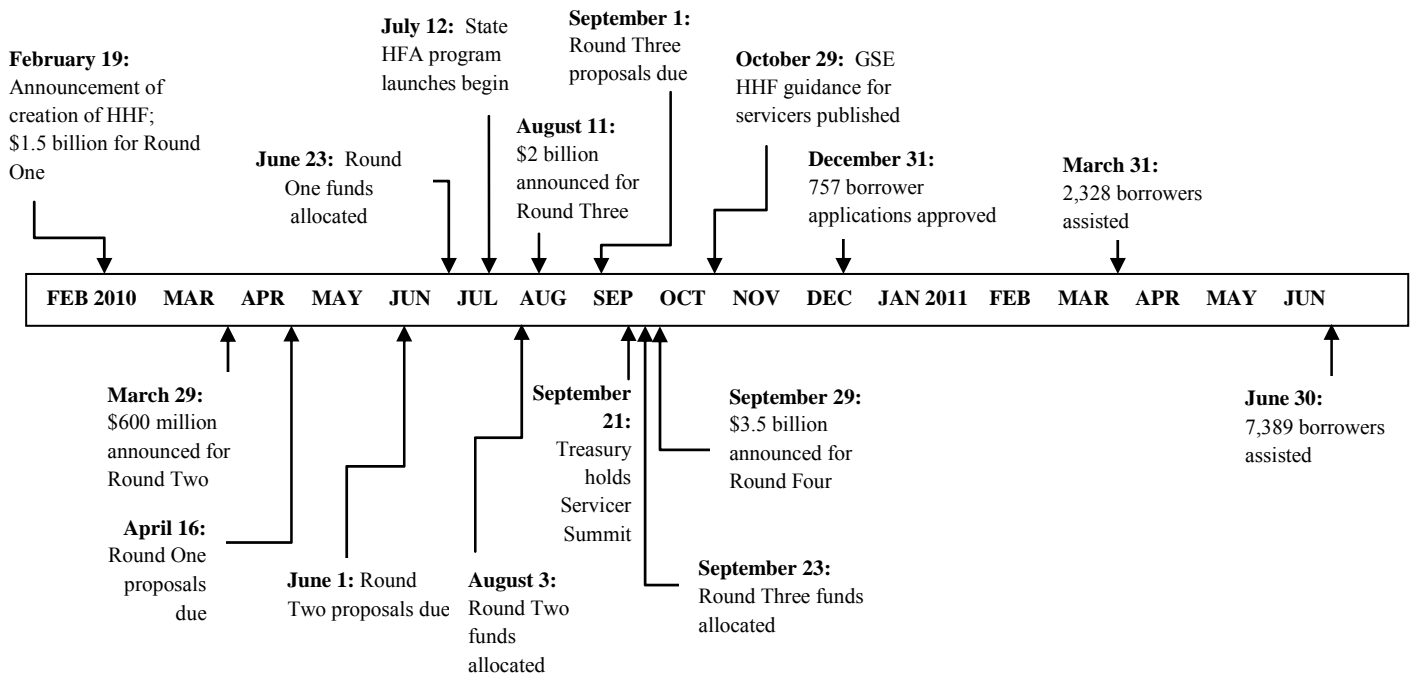 February 19:
Announcement of
creation of HHF;
$1.5 billion for Round
One
June 23:  Round
One funds
allocated
July 12:  State
HFA program
launches begin
August 11:
$2 billion
announced for
Round Three
September 1:
Round Three
proposals due
October 29:  GSE
HHF guidance for
servicers published
December 31:
757 borrower
applications approved
March 31:
2,328 borrowers
assisted
FEB 2010 MAR APR MAY JUN JUL AUG SEP OCT NOV DEC JAN 2011 FEB MAR APR MAY JUN
March 29:
$600 million
announced for
Round Two
April 16:
Round One
proposals
due
June 1: Round
Two proposals due
August 3:
Round Two
funds
allocated
September
21:
Treasury
holds
Servicer
Summit
September 29:
$3.5 billion
announced for
Round Four
September 23:
Round Three funds
allocated
June 30:
7,389 borrowers
assisted